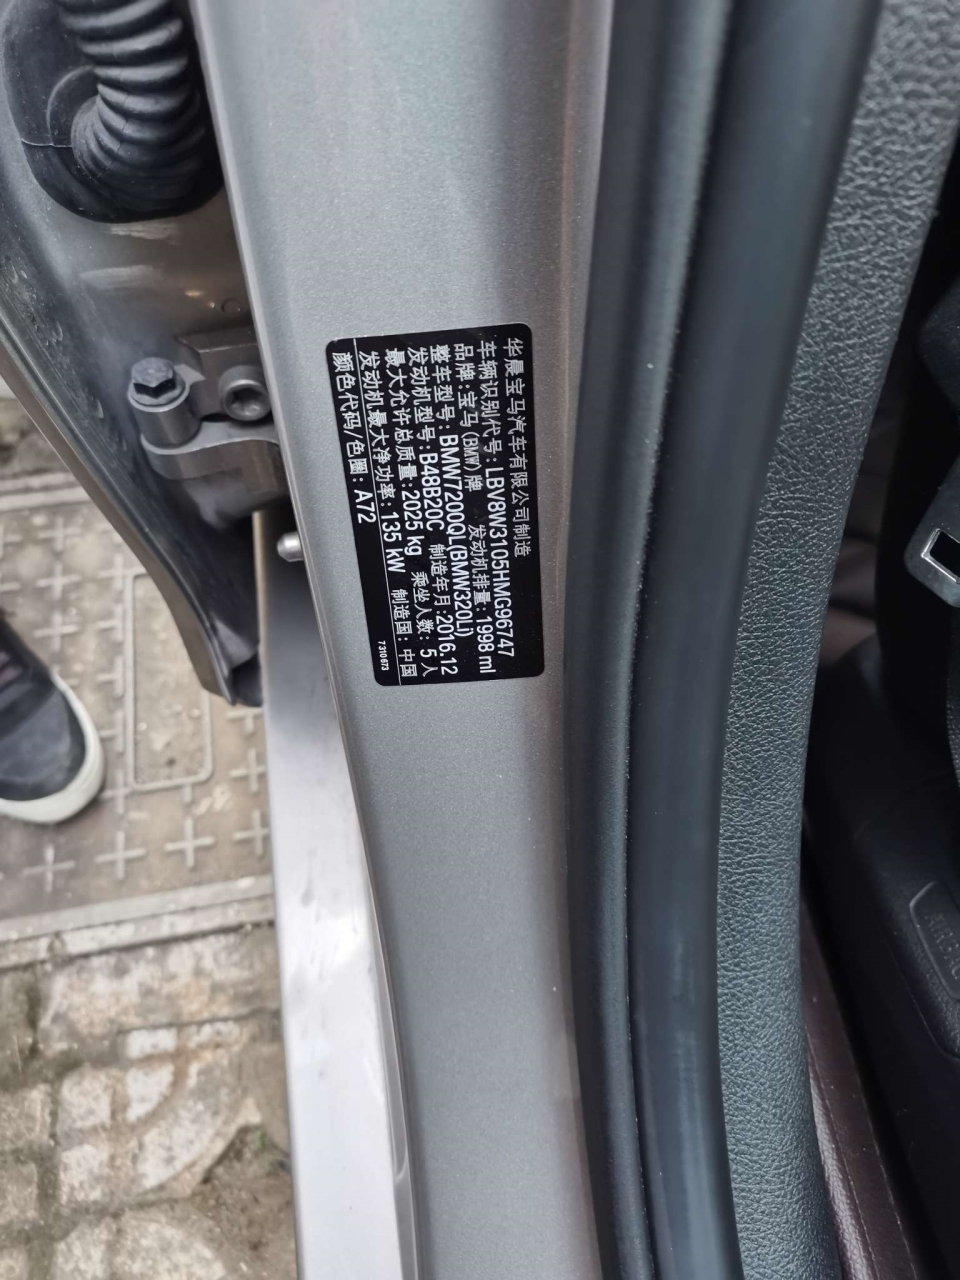 华晨宝马汽车有限公司制造
车辆识别代号：LBV8W3105HMG96747
品牌：宝马（BMW）牌 发动机排量：1998 ml
整车型号：BMW7200QL(BMW320Li)
发动机型号：B48B20C 制造年月：2016.12
最大允许总质量：2025 kg 乘坐人数：5 人
发动机最大净功率：135 kW 制造国：中国
颜色代码/色圈：A72
7 310 673